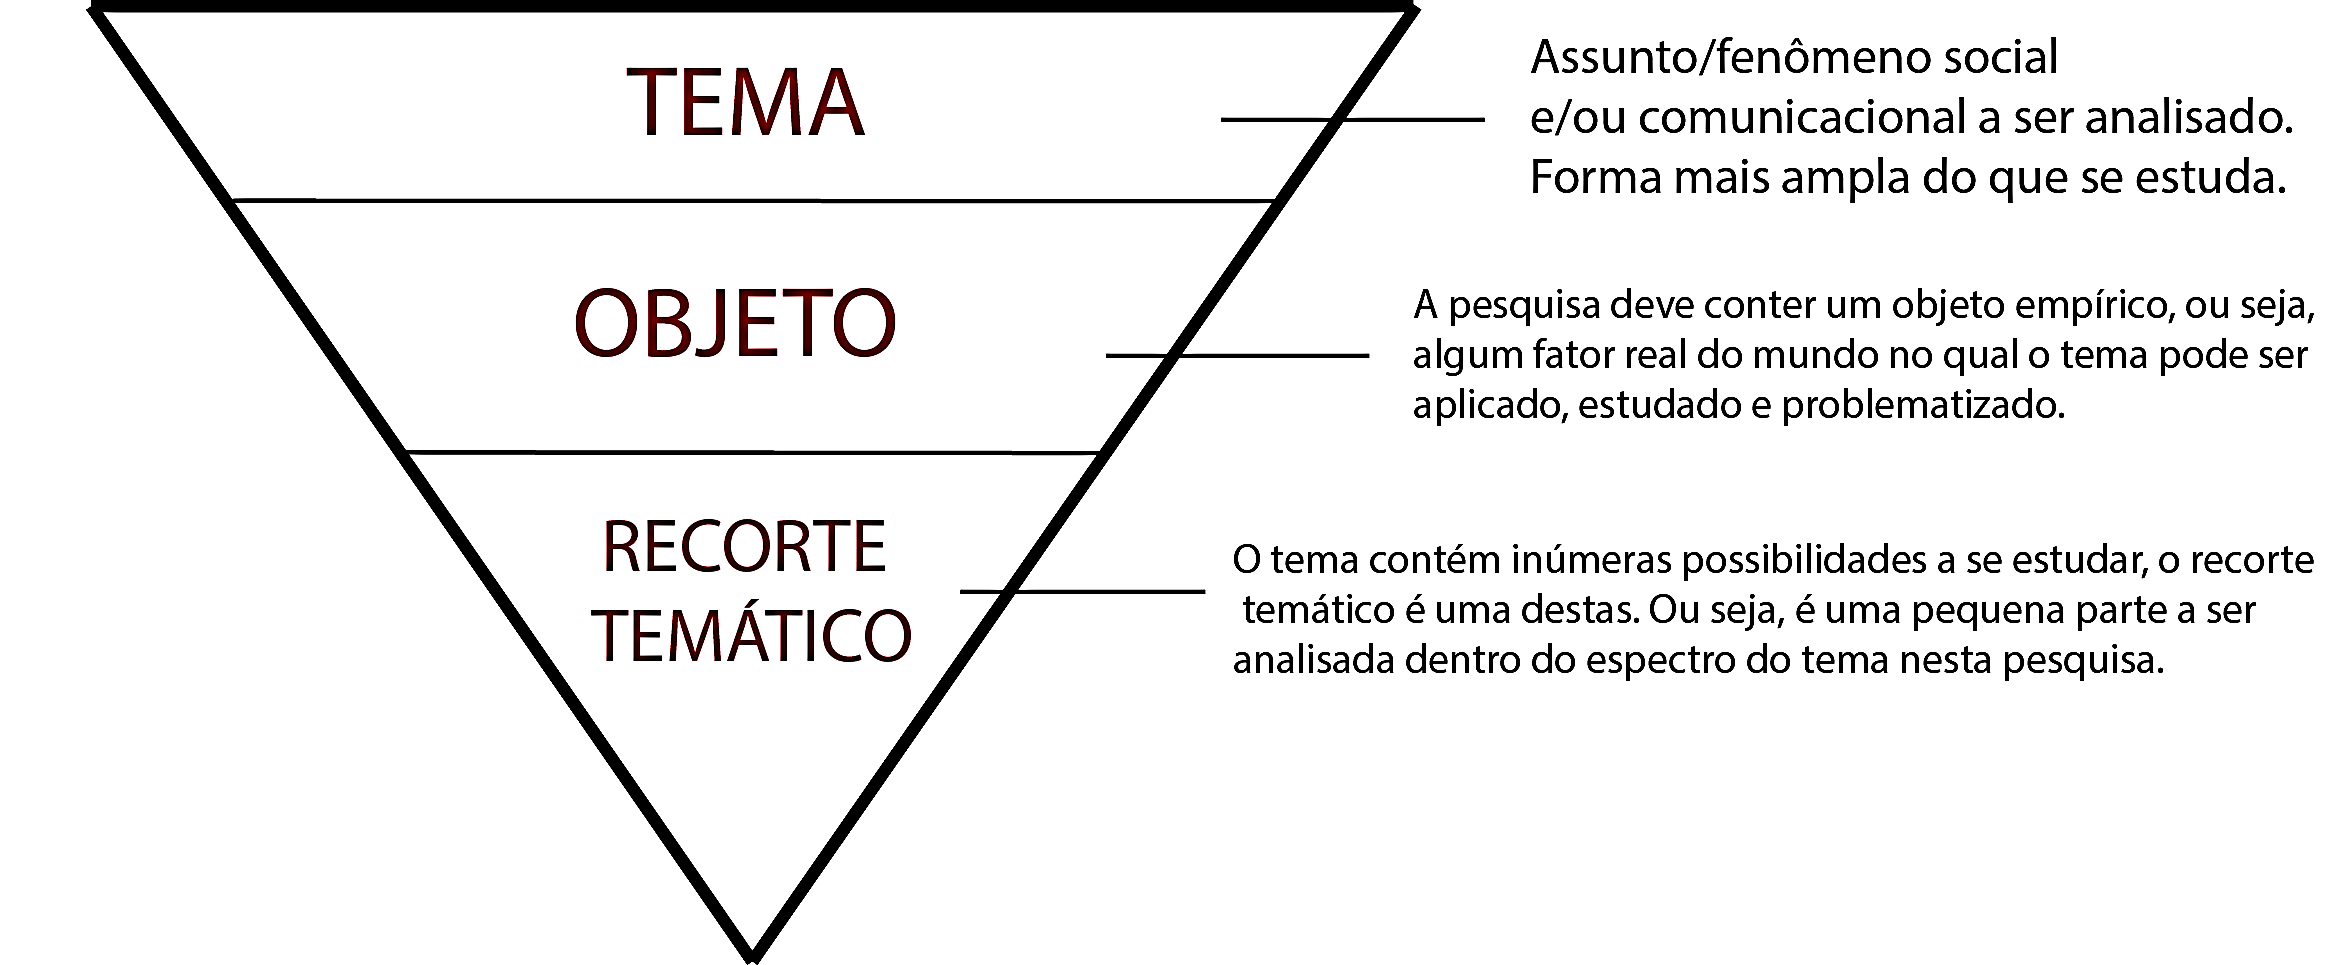 TEMA
Assunto/fenômeno social
e/ou comunicacional a ser analisado.
Forma mais ampla do que se estuda.
OBJETO
A pesquisa deve conter um objeto empírico, ou seja,
algum fator real do mundo no qual o tema pode ser
aplicado, estudado e problematizado.
RECORTE
TEMÁTICO
O tema contém inúmeras possibilidades a se estudar, o recorte
temático é uma destas. Ou seja, é uma pequena parte a ser
analisada dentro do espectro do tema nesta pesquisa.